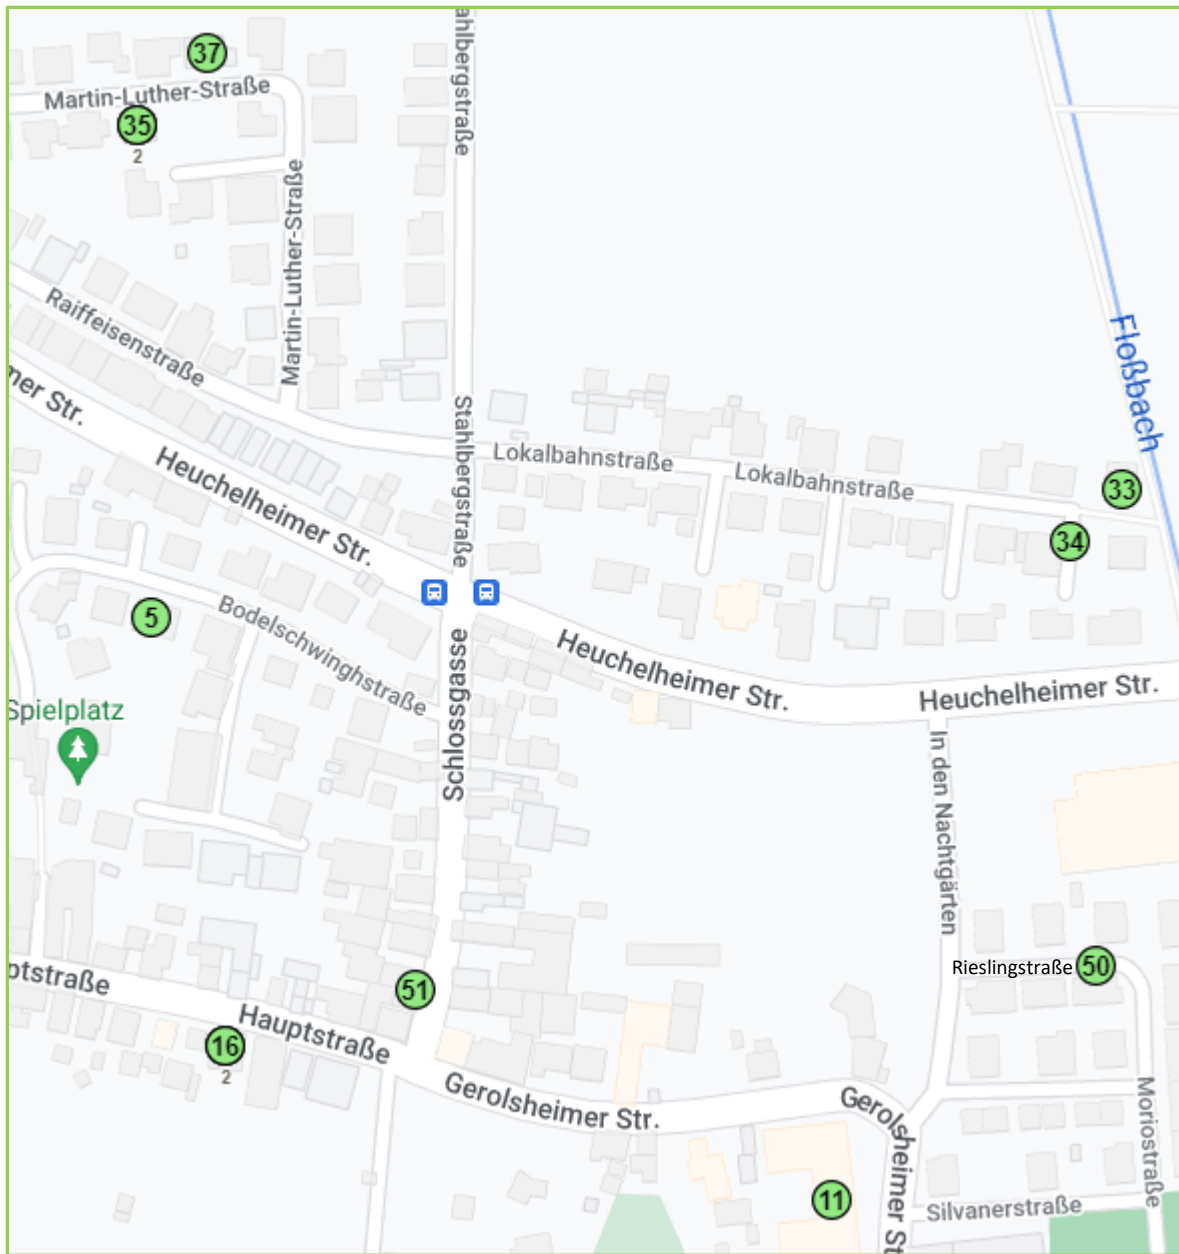 37
Martin-Luther-Straße
35
2
ahlbergstraße
Martin-Luther-Straße
Raiffeisenstraße
Floßbach
mer Str.
Stahlbergstraße
Lokalbahnstraße
Lokalbahnstraße
33
Heuchelheimer Str.
34
5
Bodelschwinghstraße
Schlossgasse
Heuchelheimer Str.
Heuchelheimer Str.
Spielplatz
In den Nachtgärten
Rieslingstraße
50
ptstraße
51
Hauptstraße
16
2
Gerolsheimer Str.
Gerolsheimer St
Moriostraße
11
Silvanerstraße